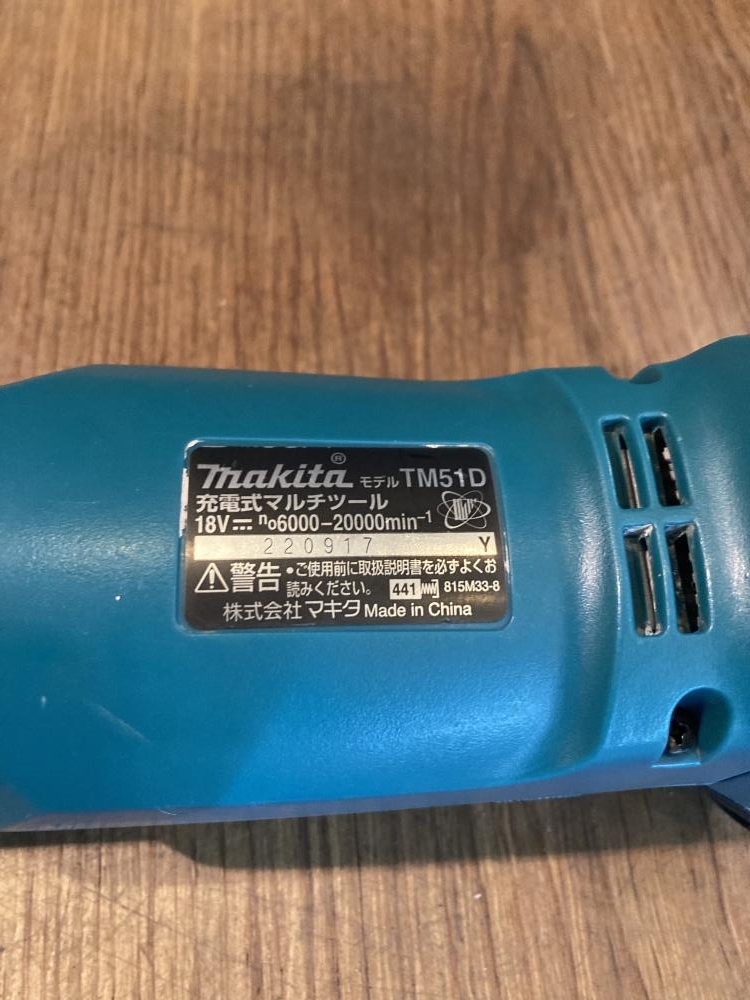 makita® モデル TM51D
充電式マルチツール
18V⎓ n₀6000-20000min⁻¹
220917 Y
警告 •ご使用前に取扱説明書を必ずよくお
読みください。 441 815M33-8
株式会社 マキタ Made in China